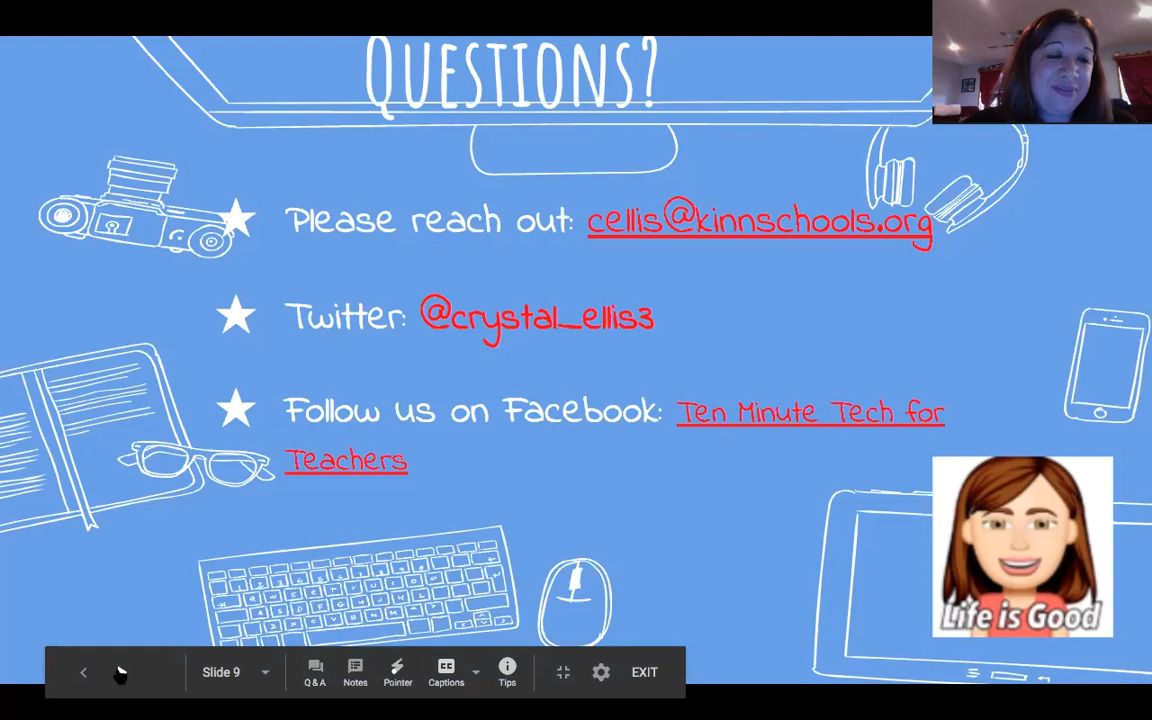 QUESTIONS?
Please reach out: cellis@kinnschools.org
Twitter: @crystal_ellis3
Follow us on Facebook: Ten Minute Tech for
Teachers
Life is Good
Slide 9
Q & A
Notes
Pointer
CC
Captions
Tips
EXIT